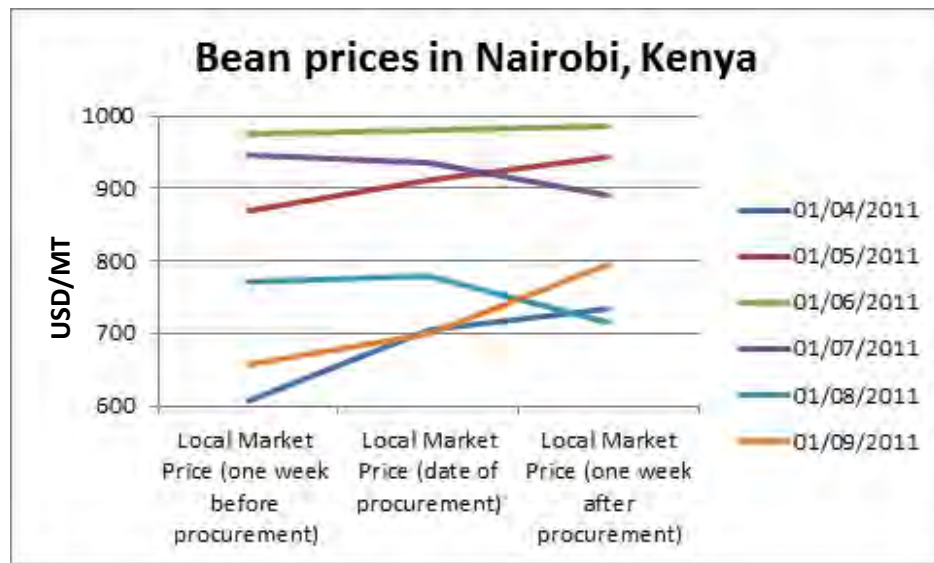 Bean prices in Nairobi, Kenya
USD/MT
1000
900
800
700
600
Local Market
Price (one week
before
procurement)
Local Market
Price (date of
procurement)
Local Market
Price (one week
after
procurement)
01/04/2011
01/05/2011
01/06/2011
01/07/2011
01/08/2011
01/09/2011